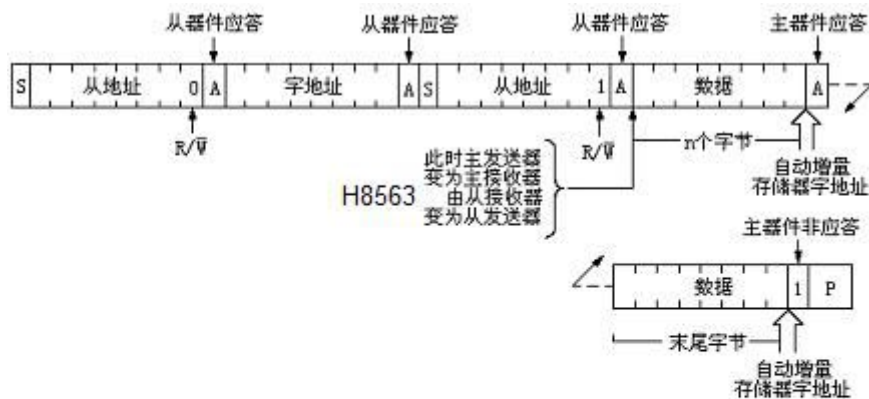 从器件应答 从器件应答 从器件应答 主器件应答
S 从地址 0 A 字地址 A S 从地址 1 A 数据 A
R/W̅ R/W̅ n个字节
此时主发送器
变为主接收器
H8563 由从接收器
变为从发送器
自动增量
存储器字地址
主器件非应答
数据 1 P
末尾字节
自动增量
存储器字地址